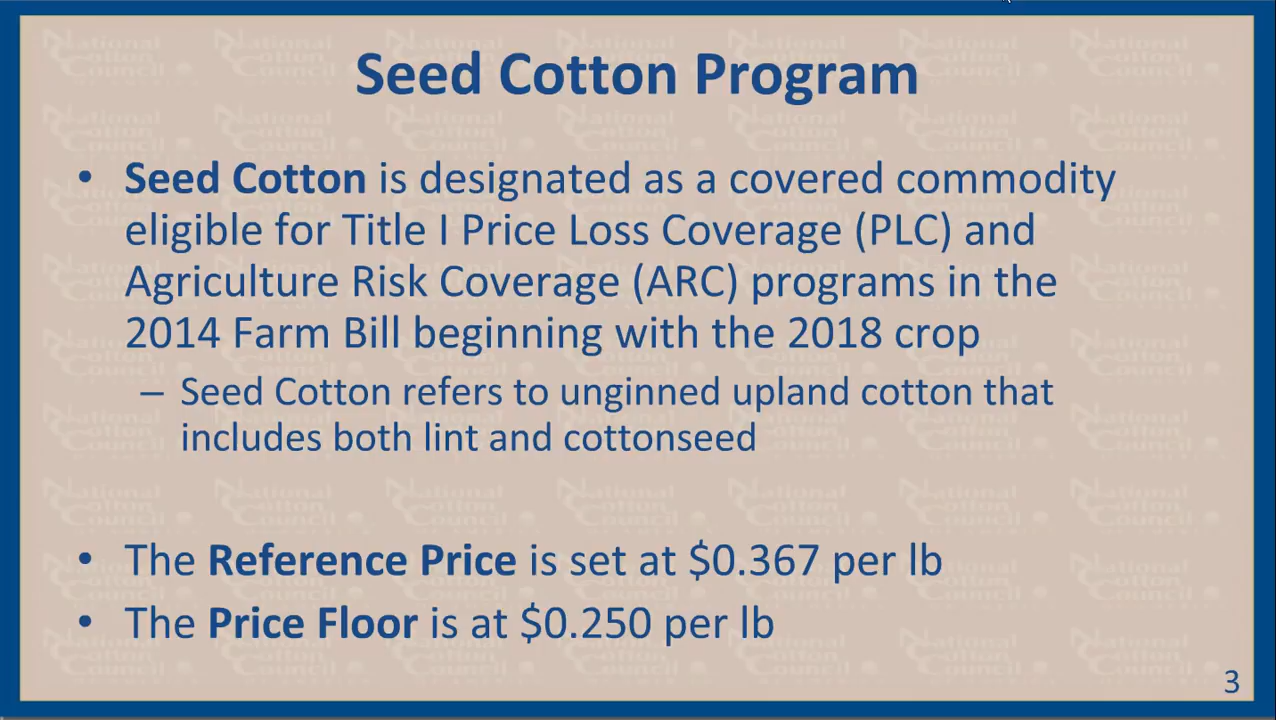 Seed Cotton Program
• Seed Cotton is designated as a covered commodity
eligible for Title I Price Loss Coverage (PLC) and
Agriculture Risk Coverage (ARC) programs in the
2014 Farm Bill beginning with the 2018 crop
– Seed Cotton refers to unginned upland cotton that
includes both lint and cottonseed
• The Reference Price is set at $0.367 per lb
• The Price Floor is at $0.250 per lb
3
National
Cotton
Council